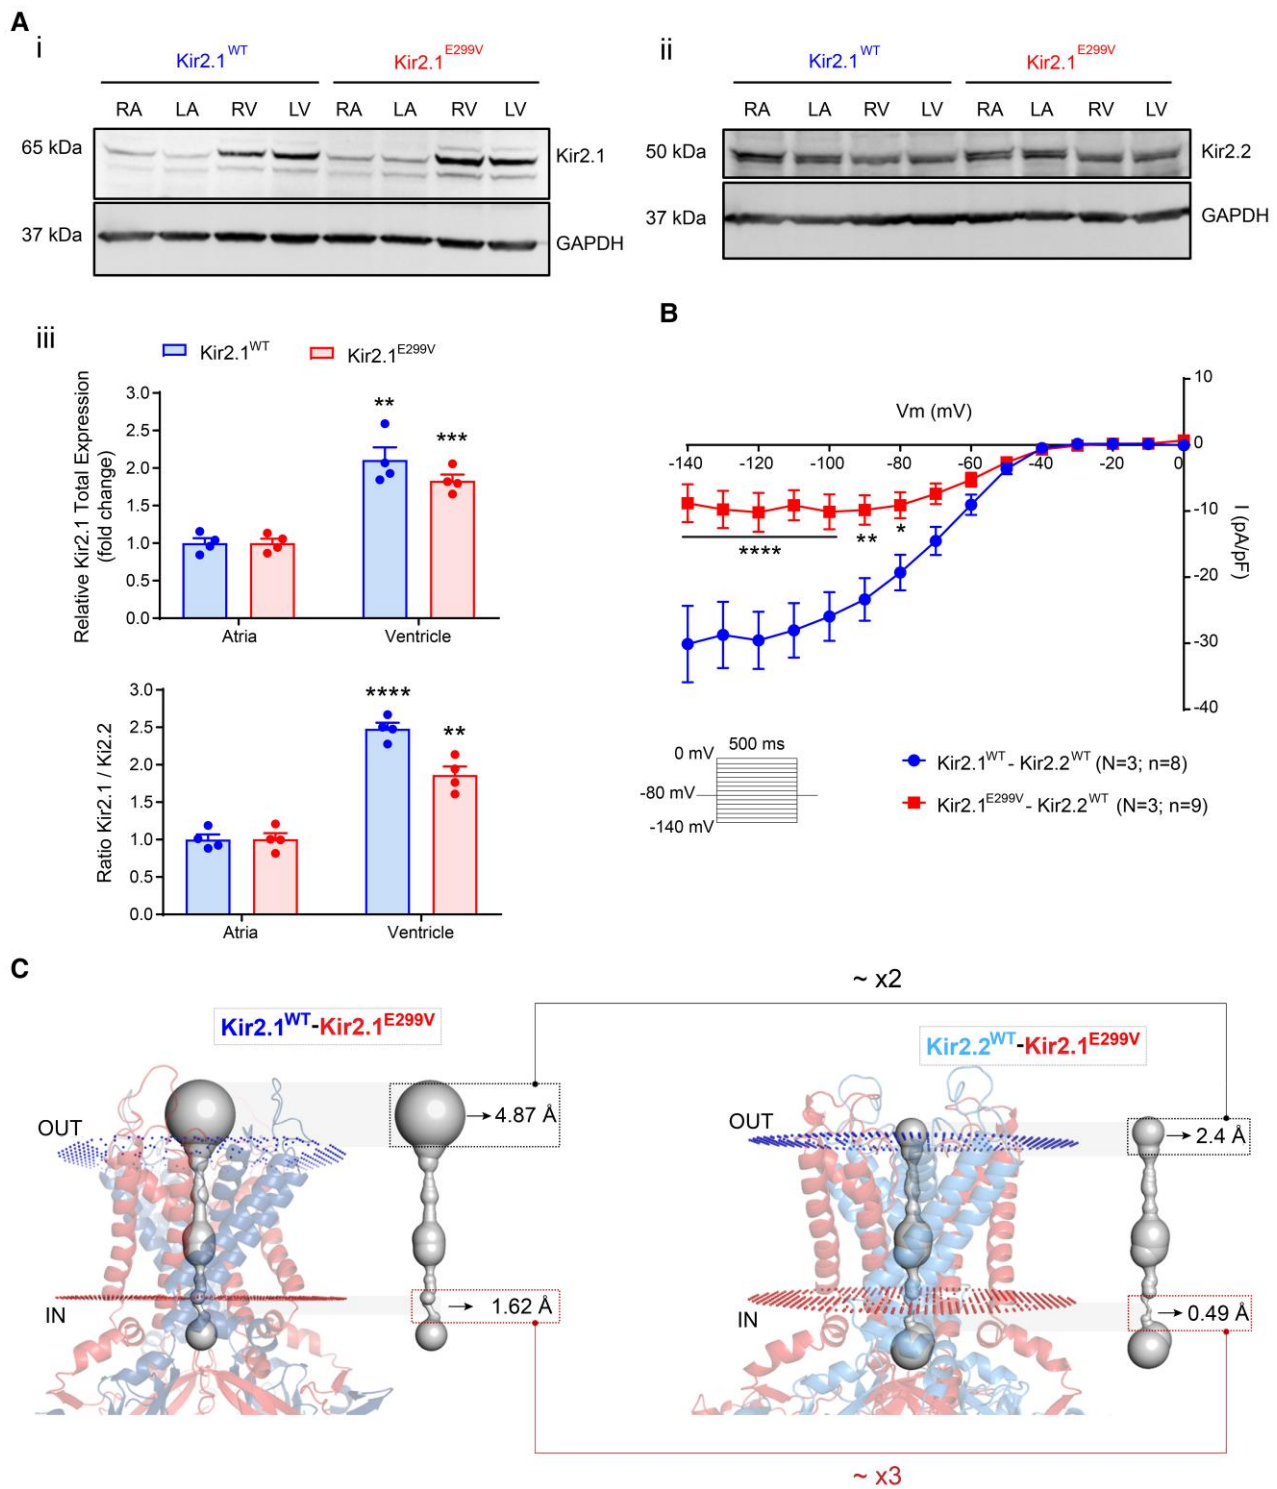 A
i
Kir2.1WT
Kir2.1E299V
RA LA RV LV RA LA RV LV
65 kDa
Kir2.1
37 kDa
GAPDH
ii
Kir2.1WT
Kir2.1E299V
RA LA RV LV RA LA RV LV
50 kDa
Kir2.2
37 kDa
GAPDH
iii
Kir2.1WT
Kir2.1E299V
Relative Kir2.1 Total Expression
(fold change)
3.0
2.5
2.0
1.5
1.0
0.5
0.0
**
***
Atria
Ventricle
Ratio Kir2.1 / Ki2.2
3.0
2.5
2.0
1.5
1.0
0.5
0.0
****
**
Atria
Ventricle
B
Vm (mV)
-140 -120 -100 -80 -60 -40 -20 0
10
0
-10
-20
-30
-40
I (pA/pF)
****
**
*
0 mV
500 ms
-80 mV
-140 mV
Kir2.1WT - Kir2.2WT (N=3; n=8)
Kir2.1E299V - Kir2.2WT (N=3; n=9)
C
~ x2
Kir2.1WT-Kir2.1E299V
OUT
4.87 Å
IN
1.62 Å
Kir2.2WT-Kir2.1E299V
OUT
2.4 Å
IN
0.49 Å
~ x3